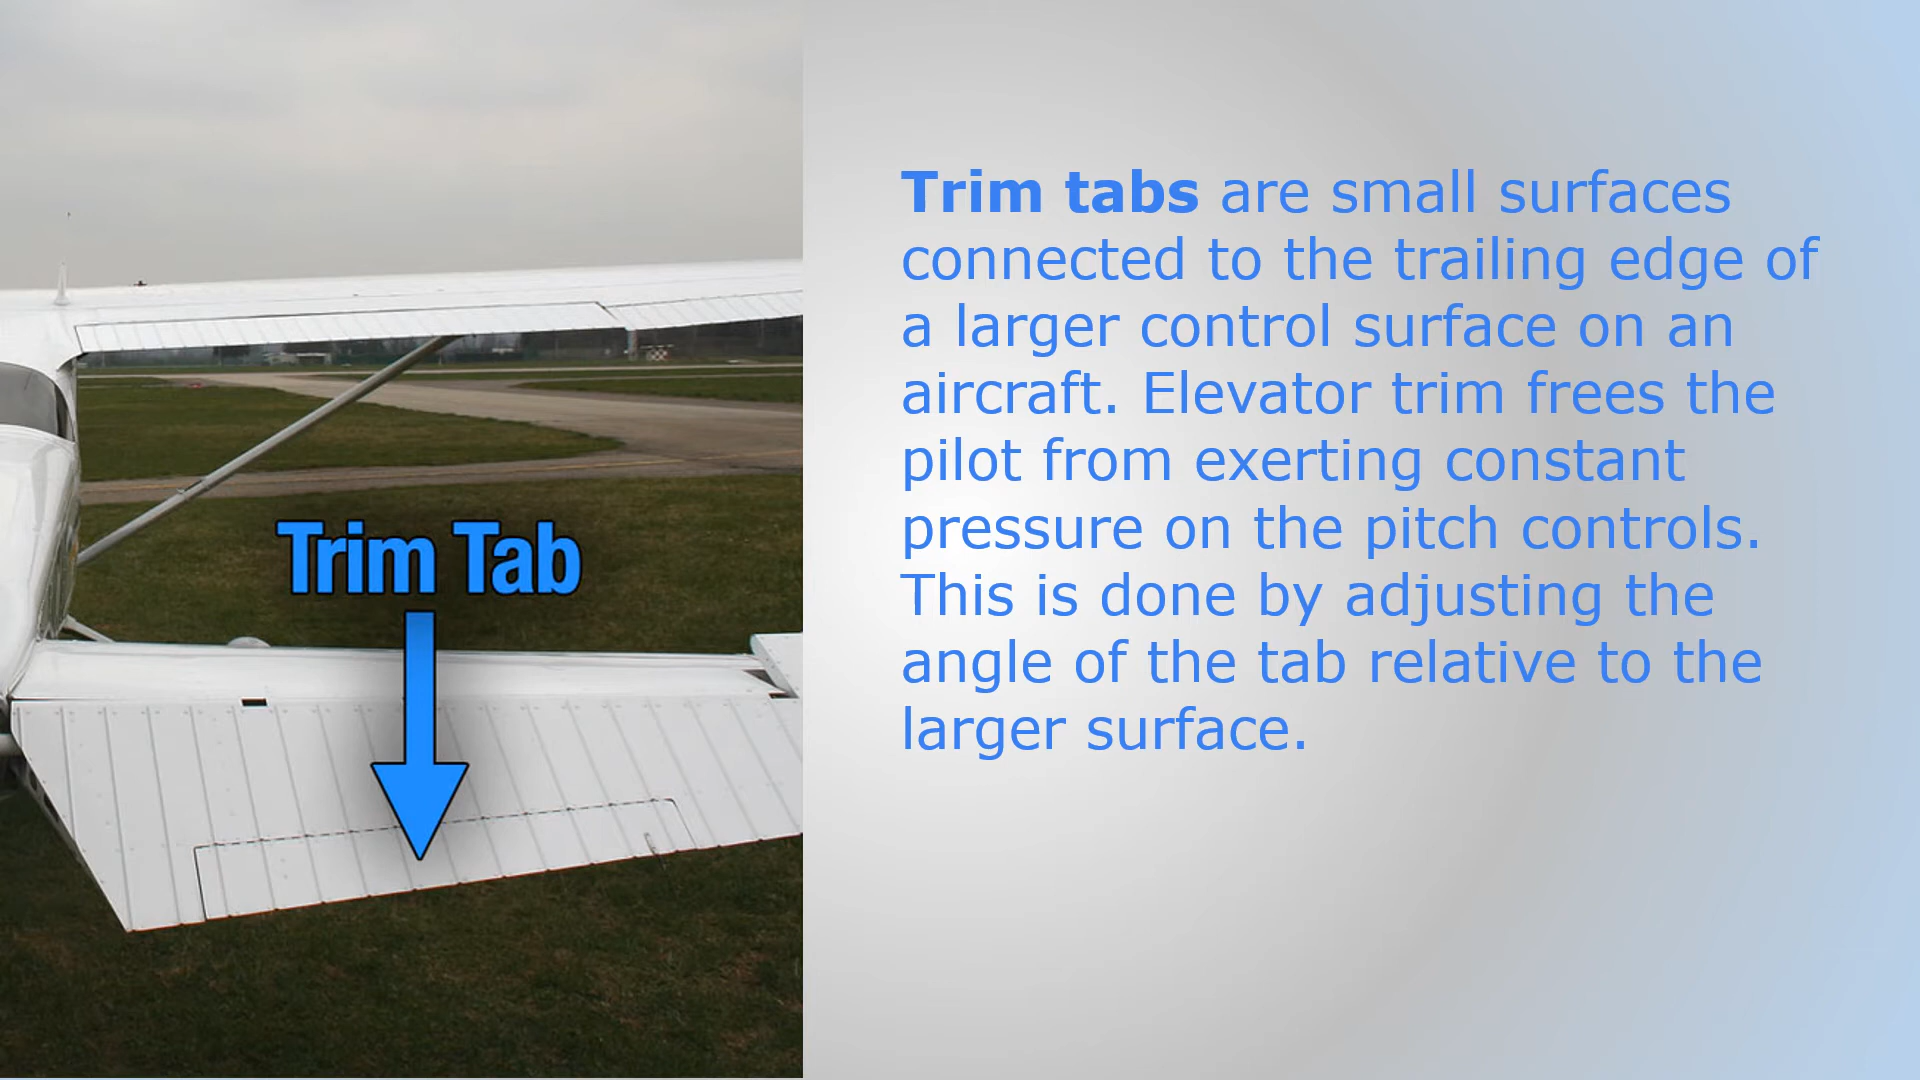 Trim Tab
Trim tabs are small surfaces
connected to the trailing edge of
a larger control surface on an
aircraft. Elevator trim frees the
pilot from exerting constant
pressure on the pitch controls.
This is done by adjusting the
angle of the tab relative to the
larger surface.